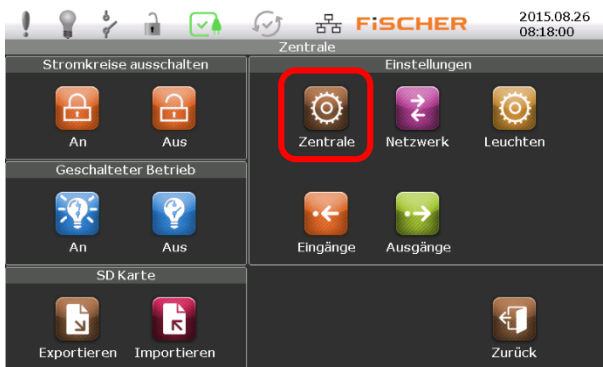 FiSCHER
2015.08.26
08:18:00
Zentrale
Stromkreise ausschalten
An Aus
Geschalteter Betrieb
An Aus
SD Karte
Exportieren Importieren
Einstellungen
Zentrale Netzwerk Leuchten
Eingänge Ausgänge
Zurück